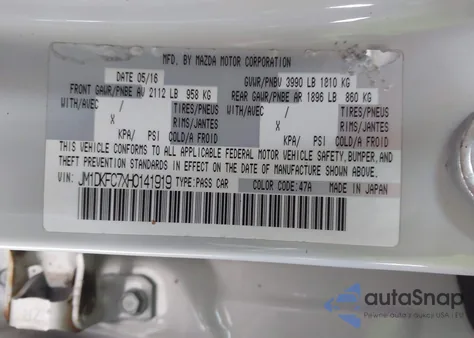 MFD. BY MAZDA MOTOR CORPORATION
DATE 05/16 GVWR/PNBV 3990 LB 1810 KG
FRONT GAWR/PNBE AV 2112 LB 958 KG REAR GAWR/PNBE AR 1896 LB 860 KG
WITH/AVEC / TIRES/PNEUS WITH/AVEC / TIRES/PNEUS
X RIMS/JANTES X RIMS/JANTES
KPA/ PSI COLD/A FROID KPA/ PSI COLD/A FROID
THIS VEHICLE CONFORMS TO ALL APPLICABLE FEDERAL MOTOR VEHICLE SAFETY, BUMPER, AND
THEFT PREVENTION STANDARDS IN EFFECT ON THE DATE OF MANUFACTURE SHOWN ABOVE.
VIN: JM1DKFC7XH0141919 TYPE: PASS CAR COLOR CODE: 47A MADE IN JAPAN
autoSnap